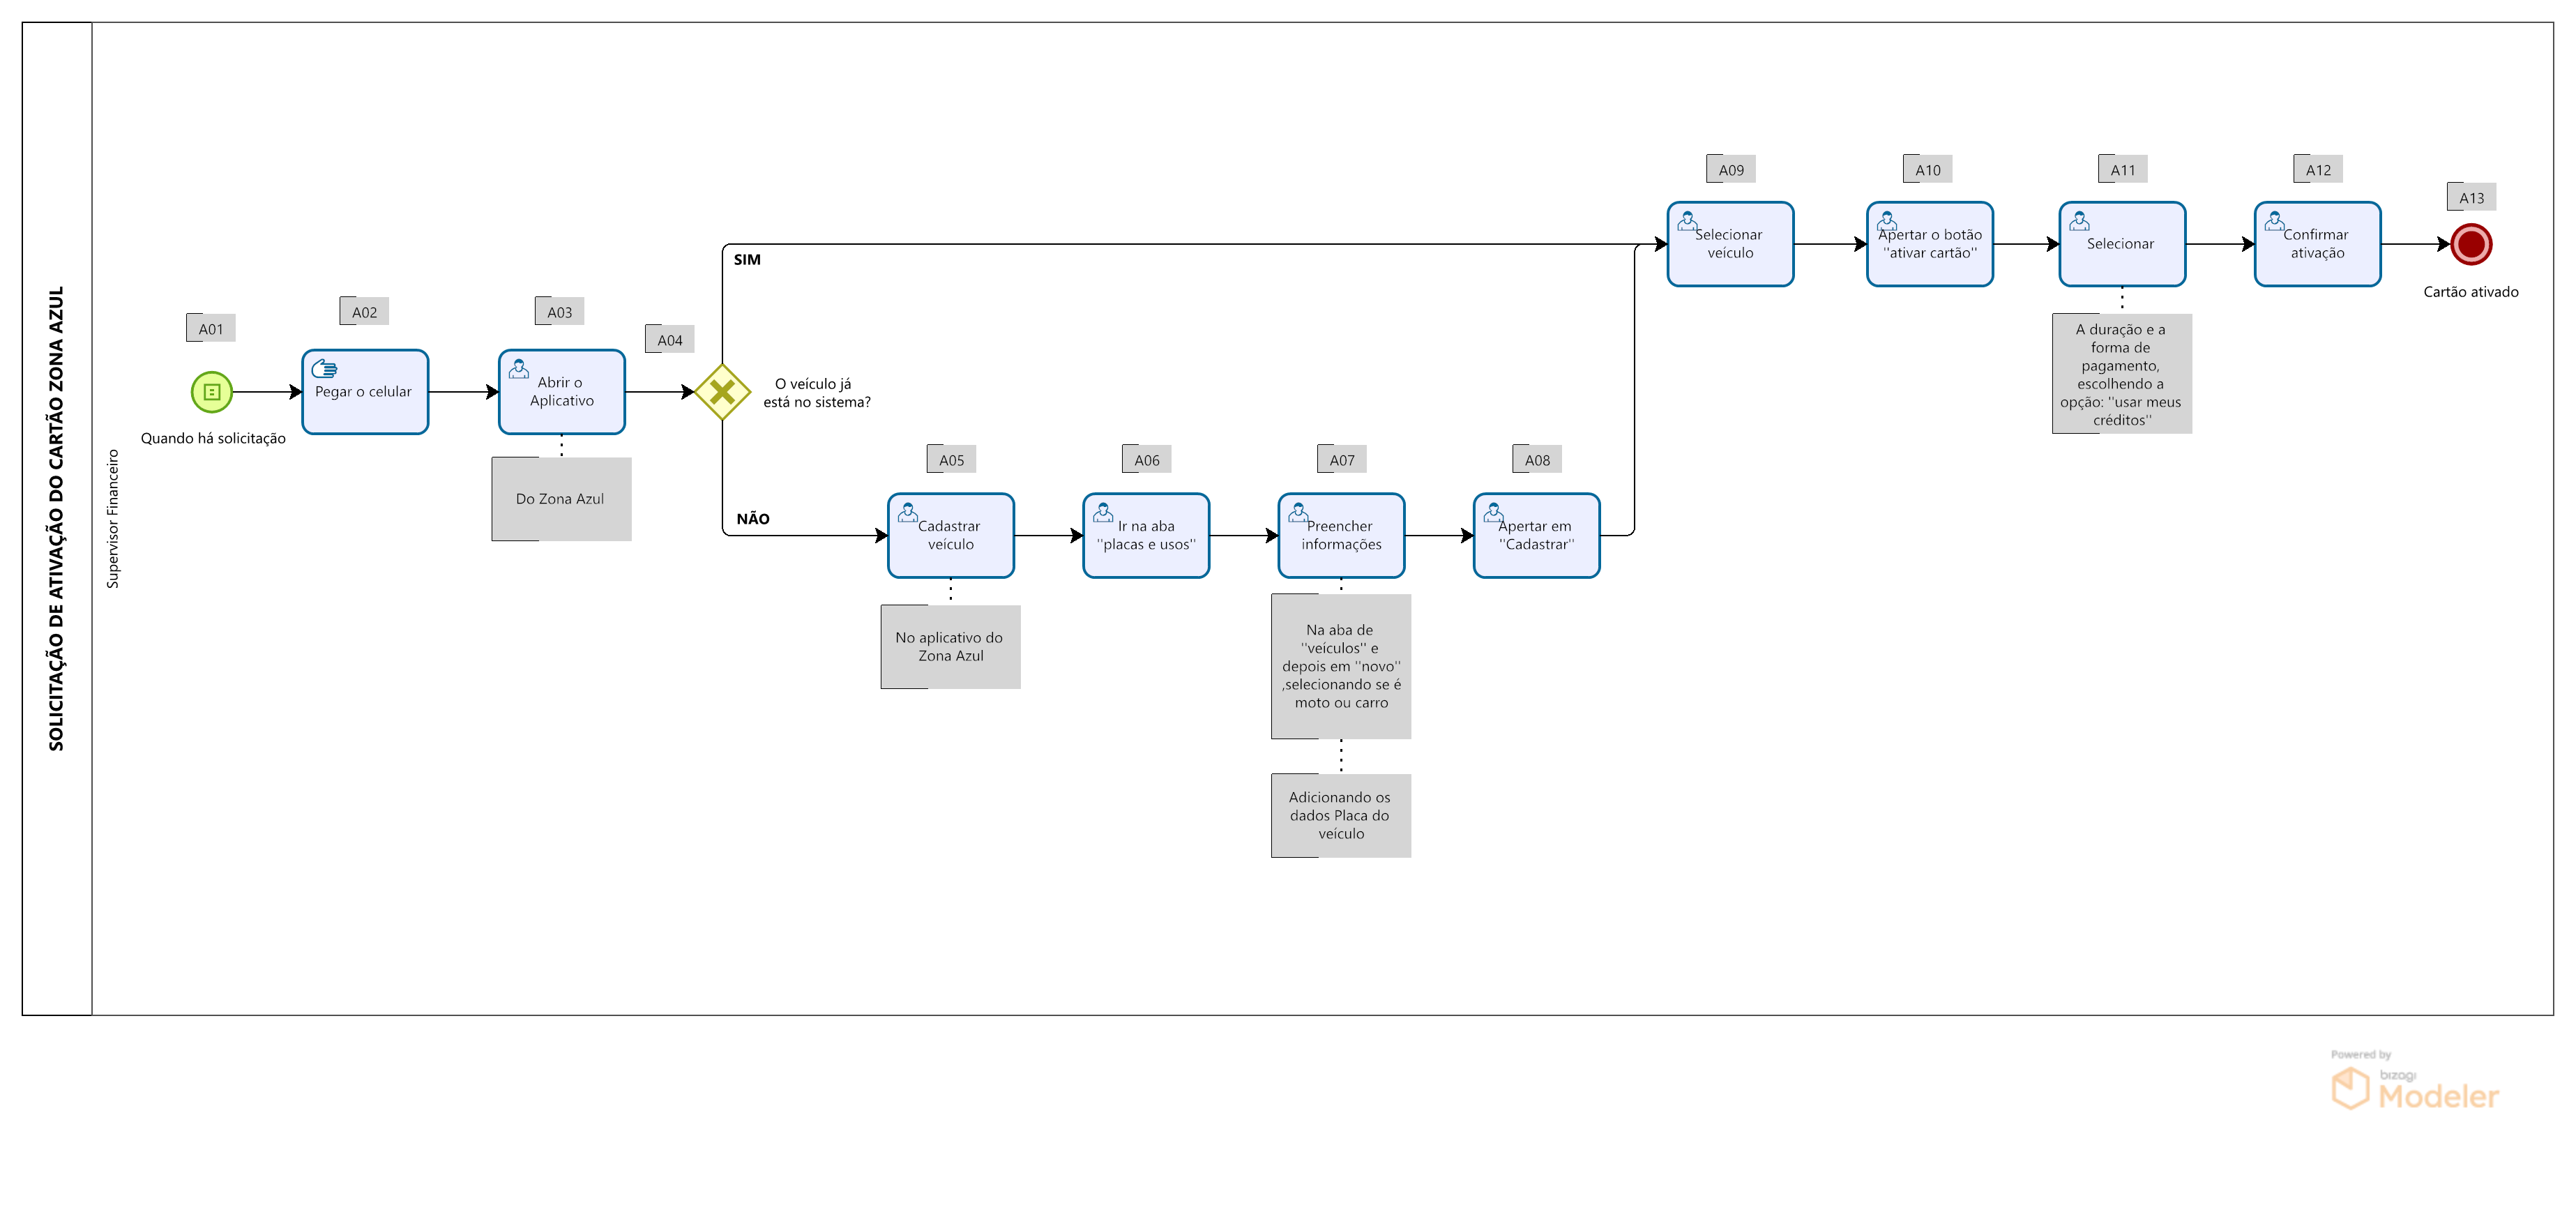 SOLICITAÇÃO DE ATIVAÇÃO DO CARTÃO ZONA AZUL
Supervisor Financeiro
A01
Quando há solicitação
A02
Pegar o celular
A03
Abrir o
Aplicativo
Do Zona Azul
A04
O veículo já
está no sistema?
SIM
NÃO
A05
Cadastrar
veículo
No aplicativo do
Zona Azul
A06
Ir na aba
''placas e usos''
A07
Preencher
informações
Na aba de
''veículos'' e
depois em ''novo''
,selecionando se é
moto ou carro
Adicionando os
dados Placa do
veículo
A08
Apertar em
''Cadastrar''
A09
Selecionar
veículo
A10
Apertar o botão
''ativar cartão''
A11
Selecionar
A duração e a
forma de
pagamento,
escolhendo a
opção: ''usar meus
créditos''
A12
Confirmar
ativação
A13
Cartão ativado
Powered by
bizagi
Modeler